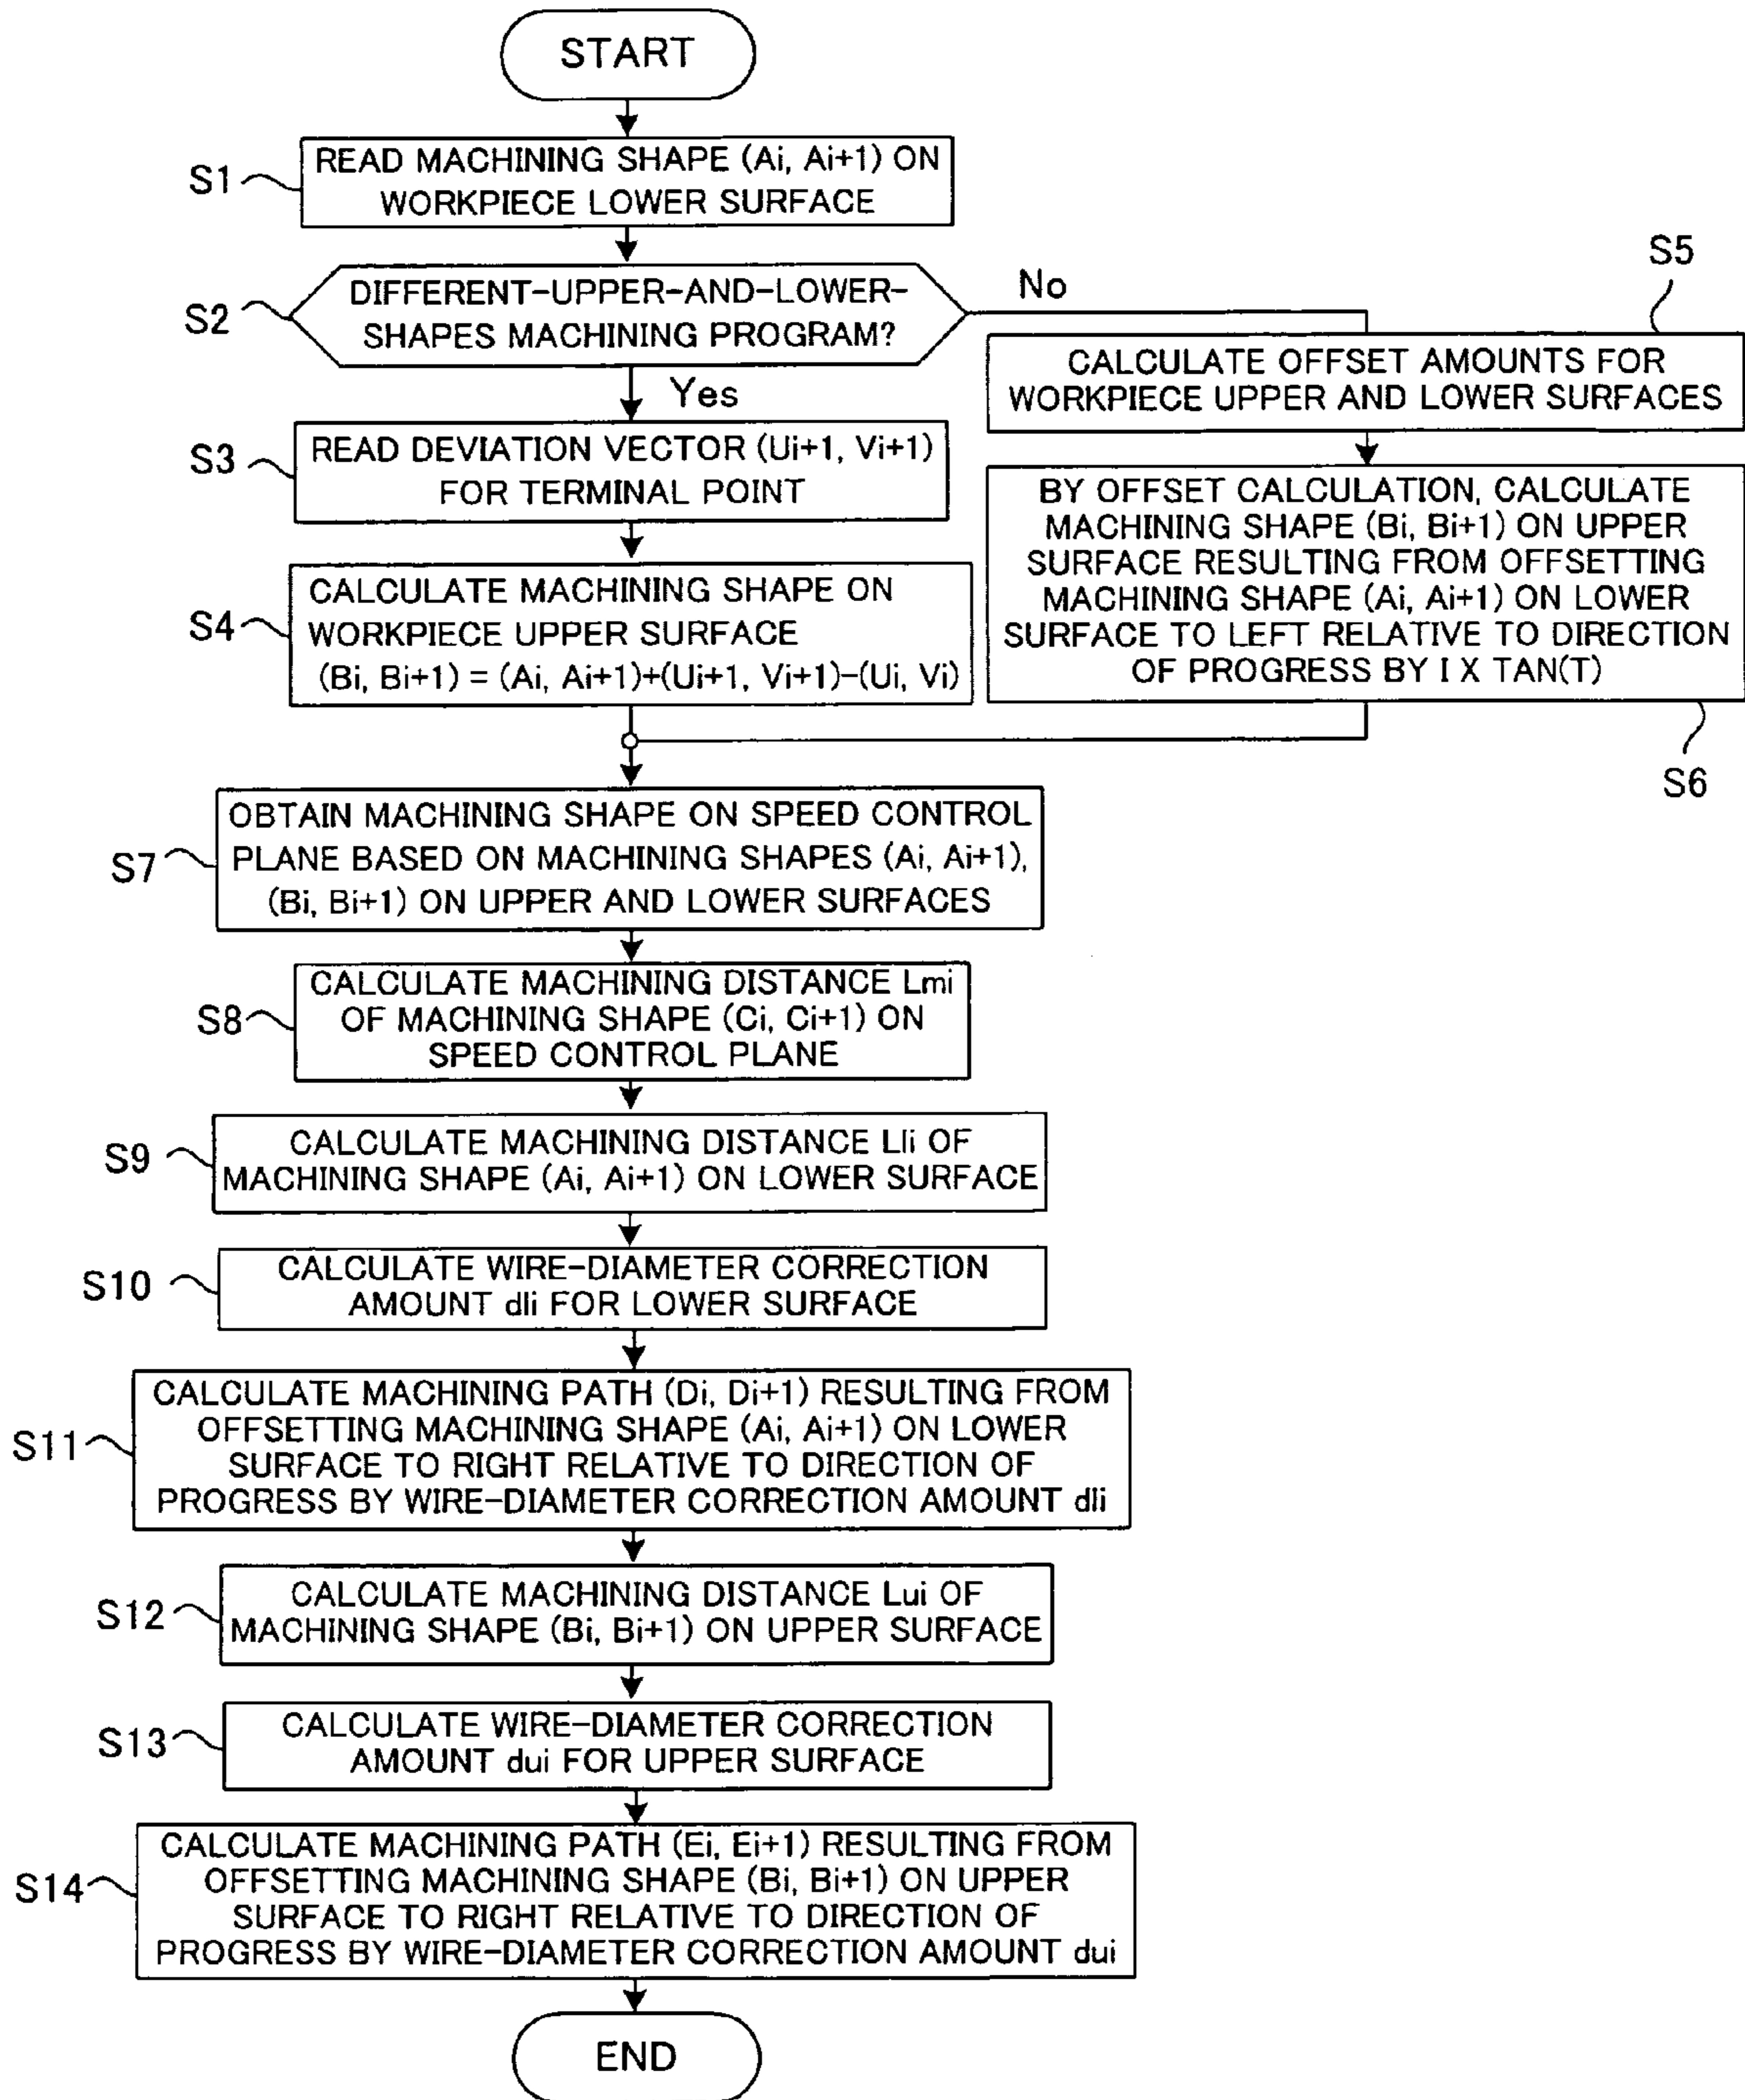 START
S1
READ MACHINING SHAPE (Ai, Ai+1) ON
WORKPIECE LOWER SURFACE
S2
DIFFERENT-UPPER-AND-LOWER-
SHAPES MACHINING PROGRAM?
No
Yes
S5
CALCULATE OFFSET AMOUNTS FOR
WORKPIECE UPPER AND LOWER SURFACES
S3
READ DEVIATION VECTOR (Ui+1, Vi+1)
FOR TERMINAL POINT
BY OFFSET CALCULATION, CALCULATE
MACHINING SHAPE (Bi, Bi+1) ON UPPER
SURFACE RESULTING FROM OFFSETTING
MACHINING SHAPE (Ai, Ai+1) ON LOWER
SURFACE TO LEFT RELATIVE TO DIRECTION
OF PROGRESS BY I X TAN(T)
S6
S4
CALCULATE MACHINING SHAPE ON
WORKPIECE UPPER SURFACE
(Bi, Bi+1) = (Ai, Ai+1)+(Ui+1, Vi+1)-(Ui, Vi)
S7
OBTAIN MACHINING SHAPE ON SPEED CONTROL
PLANE BASED ON MACHINING SHAPES (Ai, Ai+1),
(Bi, Bi+1) ON UPPER AND LOWER SURFACES
S8
CALCULATE MACHINING DISTANCE Lmi
OF MACHINING SHAPE (Ci, Ci+1) ON
SPEED CONTROL PLANE
S9
CALCULATE MACHINING DISTANCE Lli OF
MACHINING SHAPE (Ai, Ai+1) ON LOWER SURFACE
S10
CALCULATE WIRE-DIAMETER CORRECTION
AMOUNT dli FOR LOWER SURFACE
S11
CALCULATE MACHINING PATH (Di, Di+1) RESULTING FROM
OFFSETTING MACHINING SHAPE (Ai, Ai+1) ON LOWER
SURFACE TO RIGHT RELATIVE TO DIRECTION OF
PROGRESS BY WIRE-DIAMETER CORRECTION AMOUNT dli
S12
CALCULATE MACHINING DISTANCE Lui OF
MACHINING SHAPE (Bi, Bi+1) ON UPPER SURFACE
S13
CALCULATE WIRE-DIAMETER CORRECTION
AMOUNT dui FOR UPPER SURFACE
S14
CALCULATE MACHINING PATH (Ei, Ei+1) RESULTING FROM
OFFSETTING MACHINING SHAPE (Bi, Bi+1) ON UPPER
SURFACE TO RIGHT RELATIVE TO DIRECTION OF
PROGRESS BY WIRE-DIAMETER CORRECTION AMOUNT dui
END